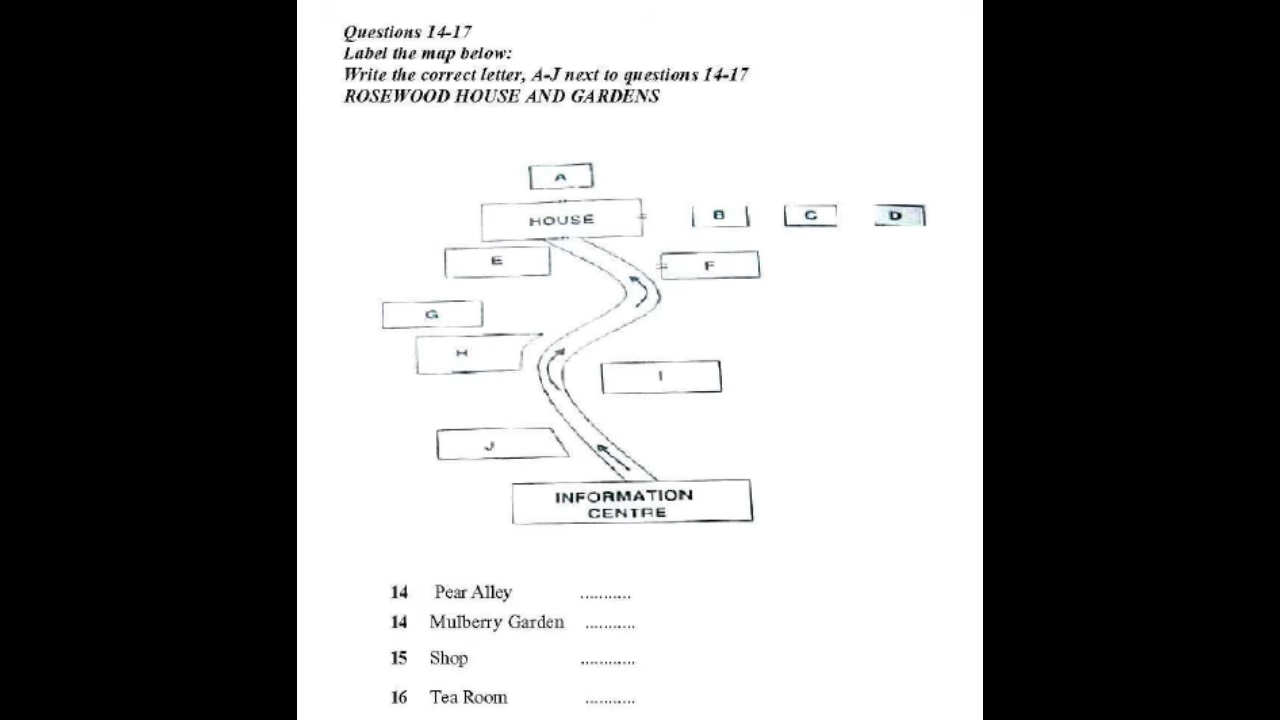 Questions 14-17
Label the map below:
Write the correct letter, A-J next to questions 14-17
ROSEWOOD HOUSE AND GARDENS
A
HOUSE
B
C
D
E
F
G
H
I
J
INFORMATION
CENTRE
14 Pear Alley ...........
14 Mulberry Garden ...........
15 Shop ............
16 Tea Room ...........